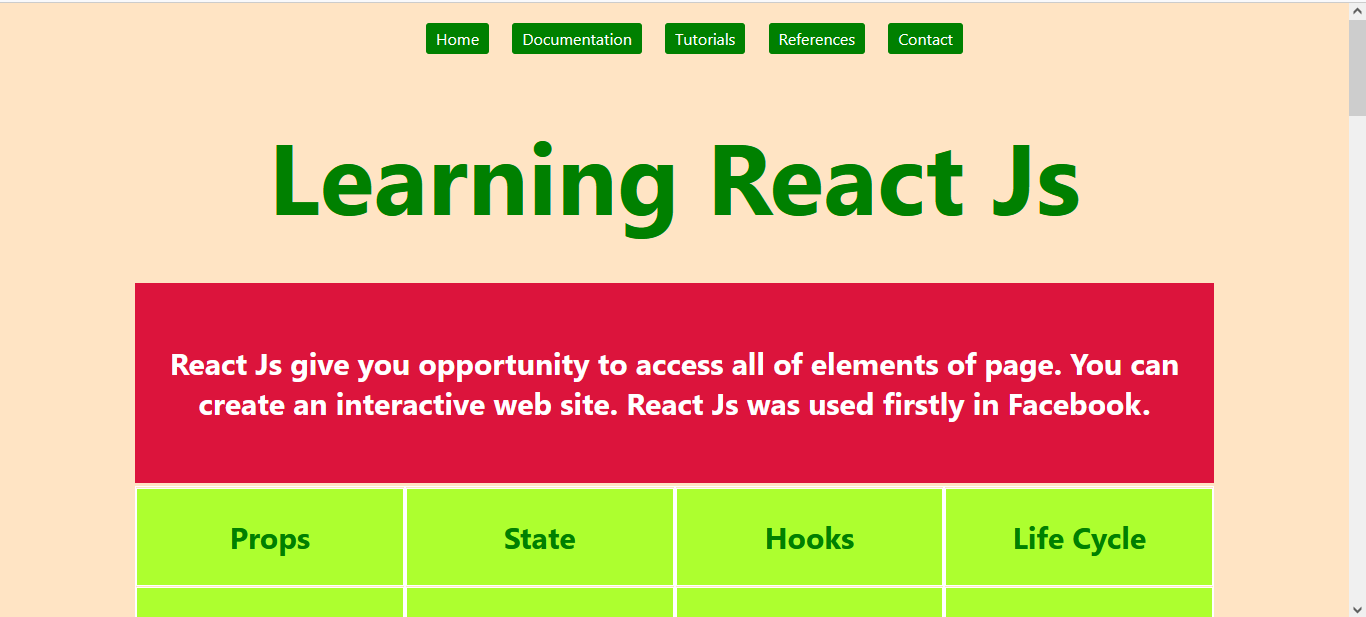 Home Documentation Tutorials References Contact
Learning React Js
React Js give you opportunity to access all of elements of page. You can
create an interactive web site. React Js was used firstly in Facebook.
Props State Hooks Life Cycle